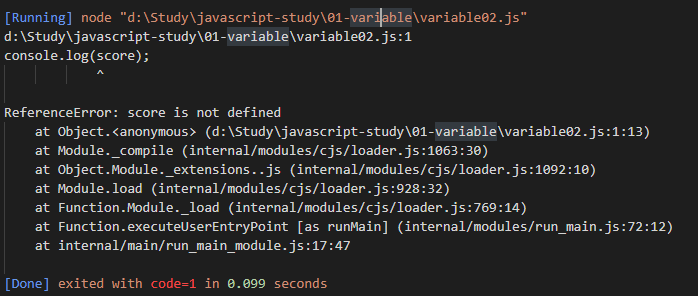 [Running] node "d:\Study\javascript-study\01-variable\variable02.js"
d:\Study\javascript-study\01-variable\variable02.js:1
console.log(score);
            ^
ReferenceError: score is not defined
    at Object.<anonymous> (d:\Study\javascript-study\01-variable\variable02.js:1:13)
    at Module._compile (internal/modules/cjs/loader.js:1063:30)
    at Object.Module._extensions..js (internal/modules/cjs/loader.js:1092:10)
    at Module.load (internal/modules/cjs/loader.js:928:32)
    at Function.Module._load (internal/modules/cjs/loader.js:769:14)
    at Function.executeUserEntryPoint [as runMain] (internal/modules/run_main.js:72:12)
    at internal/main/run_main_module.js:17:47
[Done] exited with code=1 in 0.099 seconds